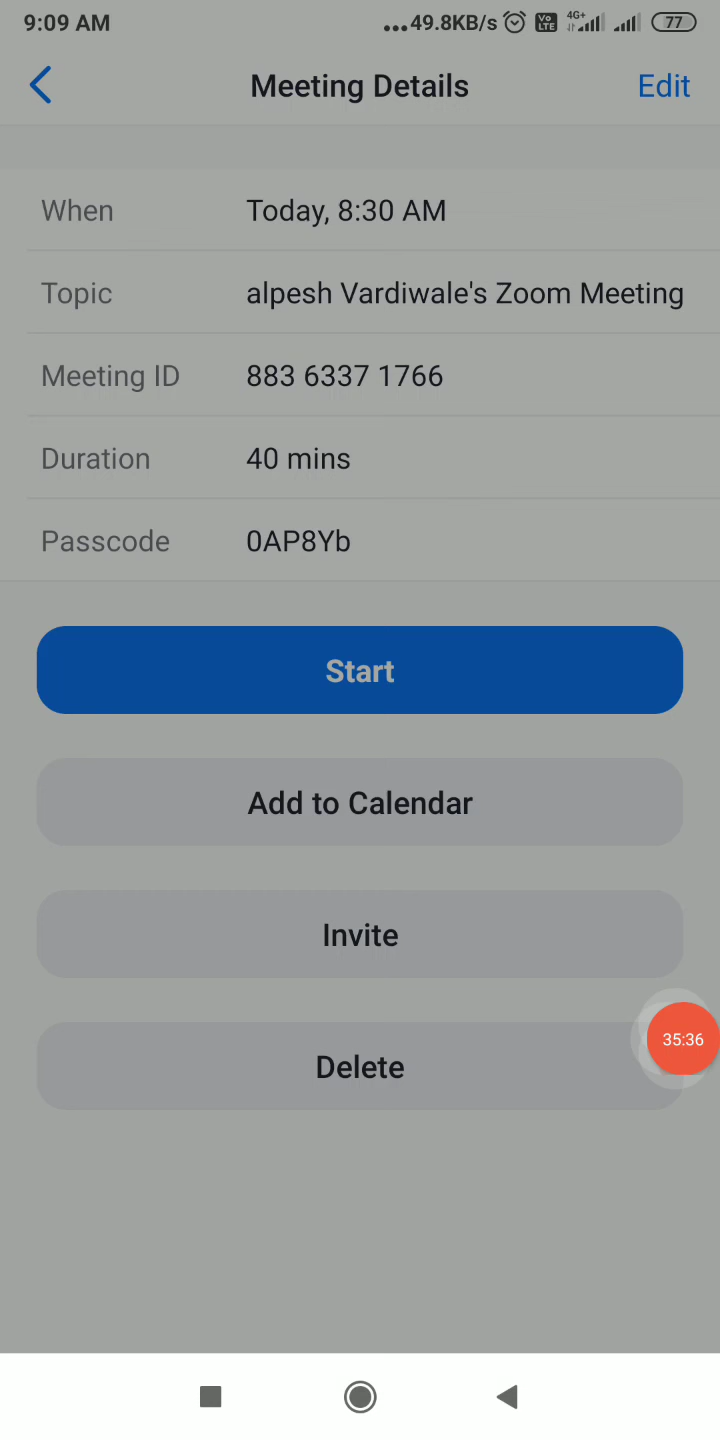 9:09 AM ...49.8KB/s Vo LTE 4G+ 77
Meeting Details Edit
When Today, 8:30 AM
Topic alpesh Vardiwale's Zoom Meeting
Meeting ID 883 6337 1766
Duration 40 mins
Passcode 0AP8Yb
Start
Add to Calendar
Invite
35:36
Delete